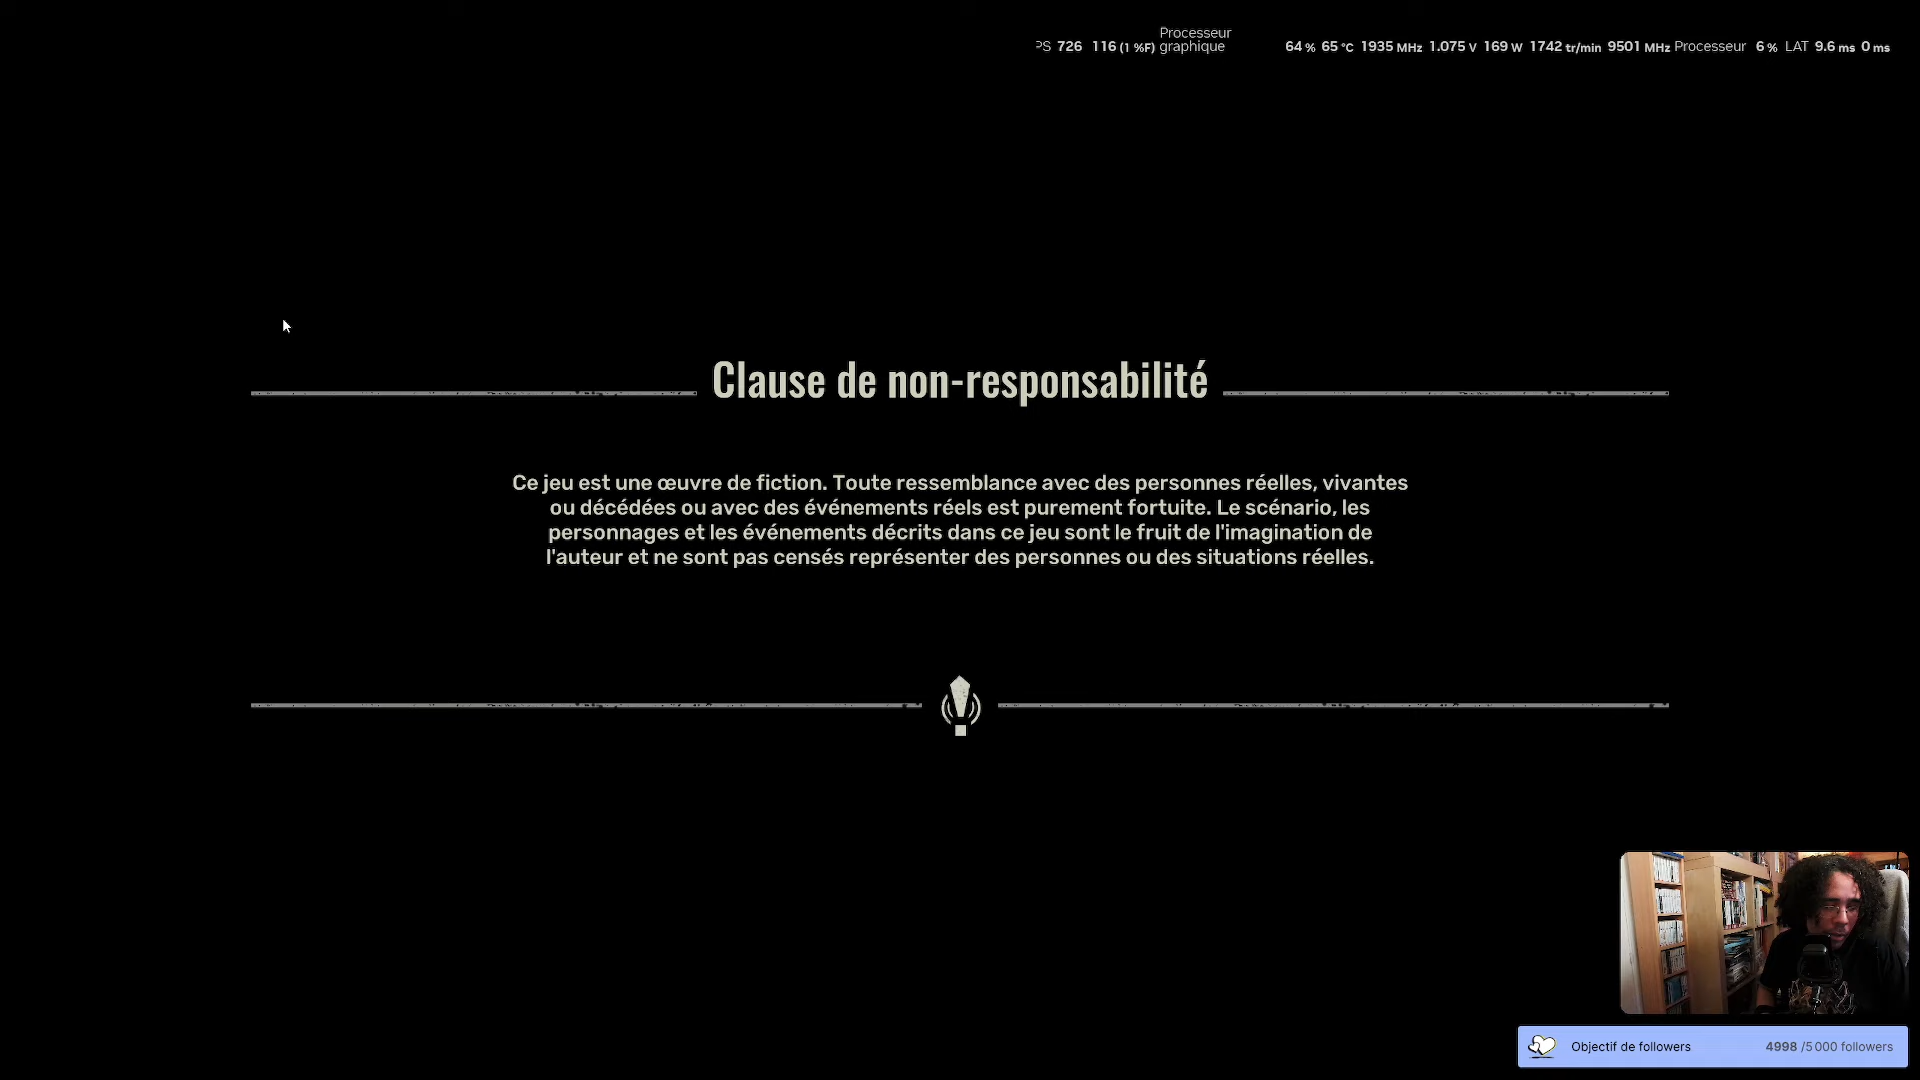 Processeur
PS 726 116 (1 %F) graphique 64 % 65 °C 1935 MHz 1.075 V 169 W 1742 tr/min 9501 MHz Processeur 6 % LAT 9.6 ms 0 ms
Clause de non-responsabilité
Ce jeu est une œuvre de fiction. Toute ressemblance avec des personnes réelles, vivantes
ou décédées ou avec des événements réels est purement fortuite. Le scénario, les
personnages et les événements décrits dans ce jeu sont le fruit de l'imagination de
l'auteur et ne sont pas censés représenter des personnes ou des situations réelles.
Objectif de followers 4998 /5 000 followers